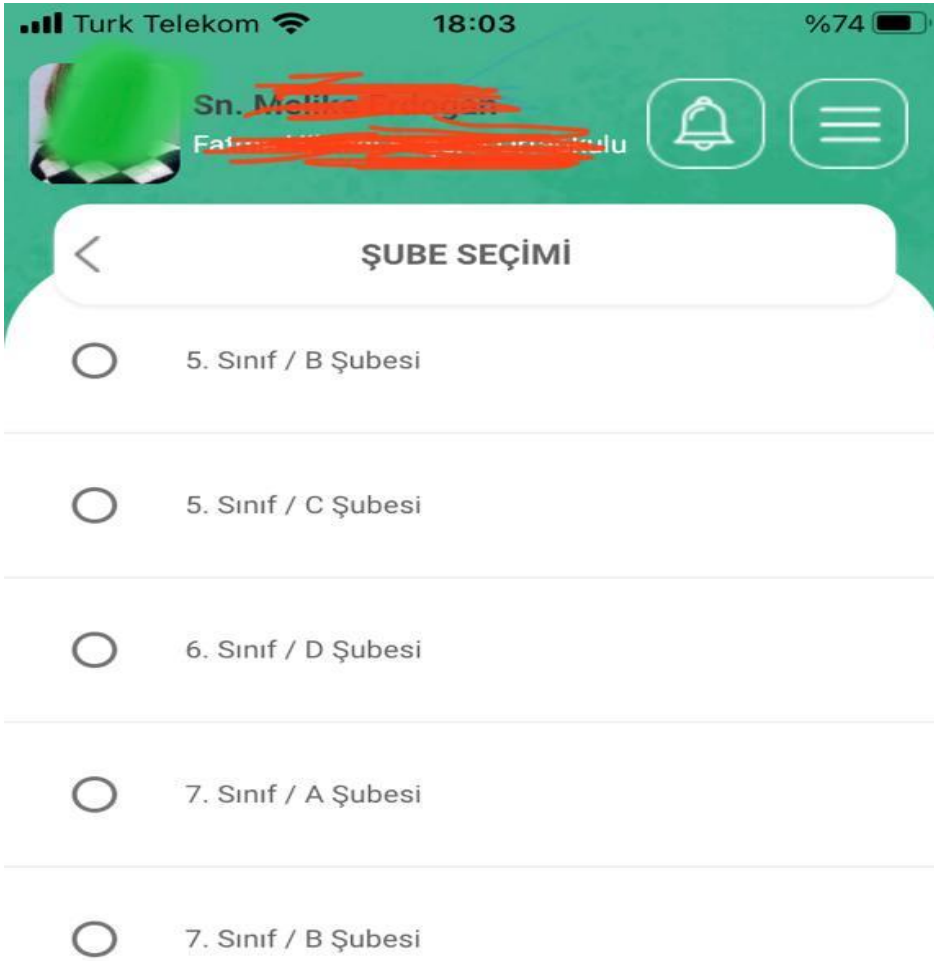 Turk Telekom 18:03 %74
Sn.
ŞUBE SEÇİMİ
5. Sınıf / B Şubesi
5. Sınıf / C Şubesi
6. Sınıf / D Şubesi
7. Sınıf / A Şubesi
7. Sınıf / B Şubesi